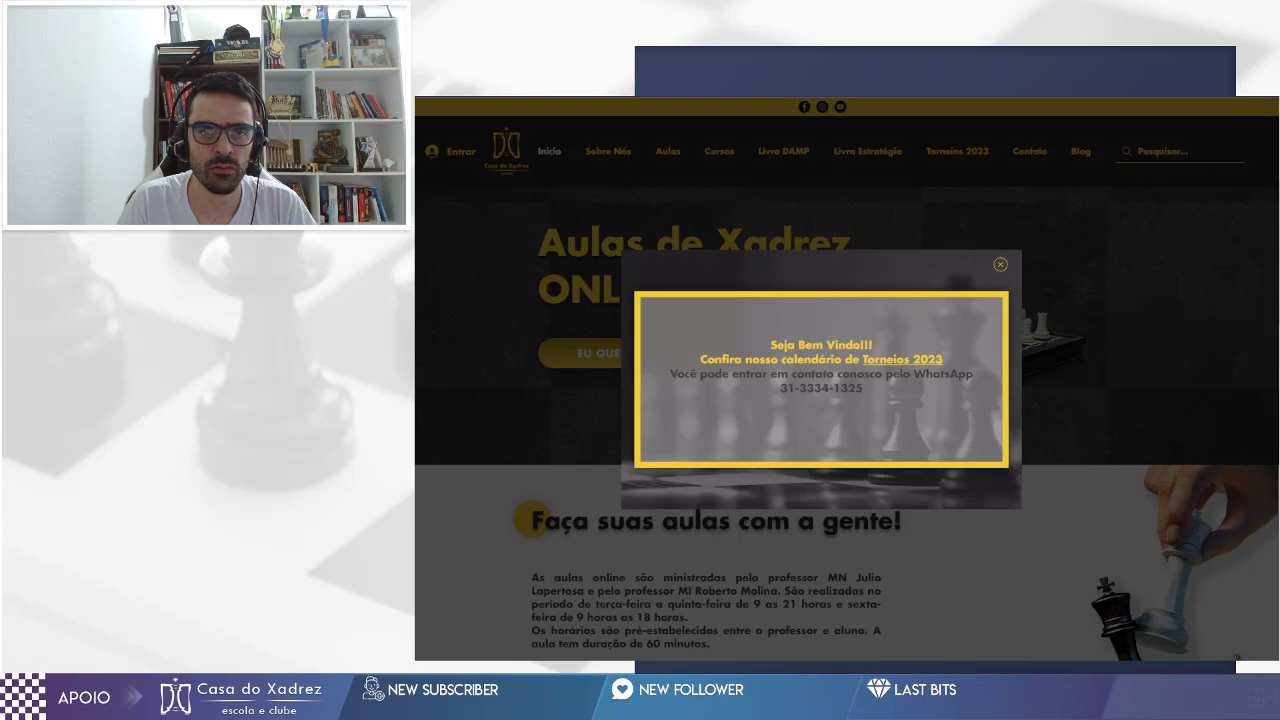 Entrar
Casa do Xadrez
Início
Sobre Nós
Aulas
Cursos
Livro DAMP
Livro Estratégia
Torneios 2023
Contato
Blog
Pesquisar...
Aulas de Xadrez
ONL
EU QUE
Seja Bem Vindo!!!
Confira nosso calendário de Torneios 2023
Você pode entrar em contato conosco pelo WhatsApp
31-3334-1325
Faça suas aulas com a gente!
As aulas online são ministradas pelo professor MN Julio
Lapertosa e pelo professor MI Roberto Molina. São realizadas no
período de terça-feira a quinta-feira de 9 as 21 horas e sexta-
feira de 9 horas as 18 horas.
Os horários são pré-estabelecidos entre o professor e aluno. A
aula tem duração de 60 minutos.
APOIO
Casa do Xadrez
escola e clube
NEW SUBSCRIBER
NEW FOLLOWER
LAST BITS